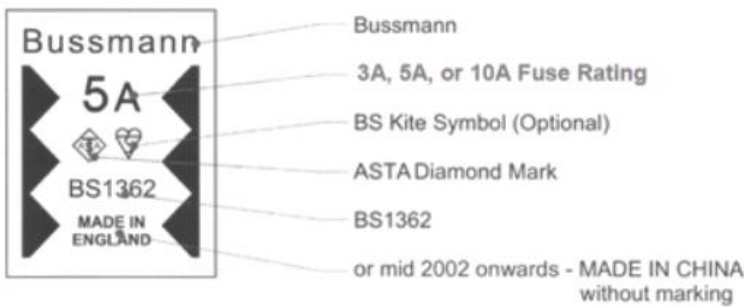 Bussmann
5A
ASTA
BS1362
MADE IN
ENGLAND
Bussmann
3A, 5A, or 10A Fuse Rating
BS Kite Symbol (Optional)
ASTA Diamond Mark
BS1362
or mid 2002 onwards - MADE IN CHINA
without marking